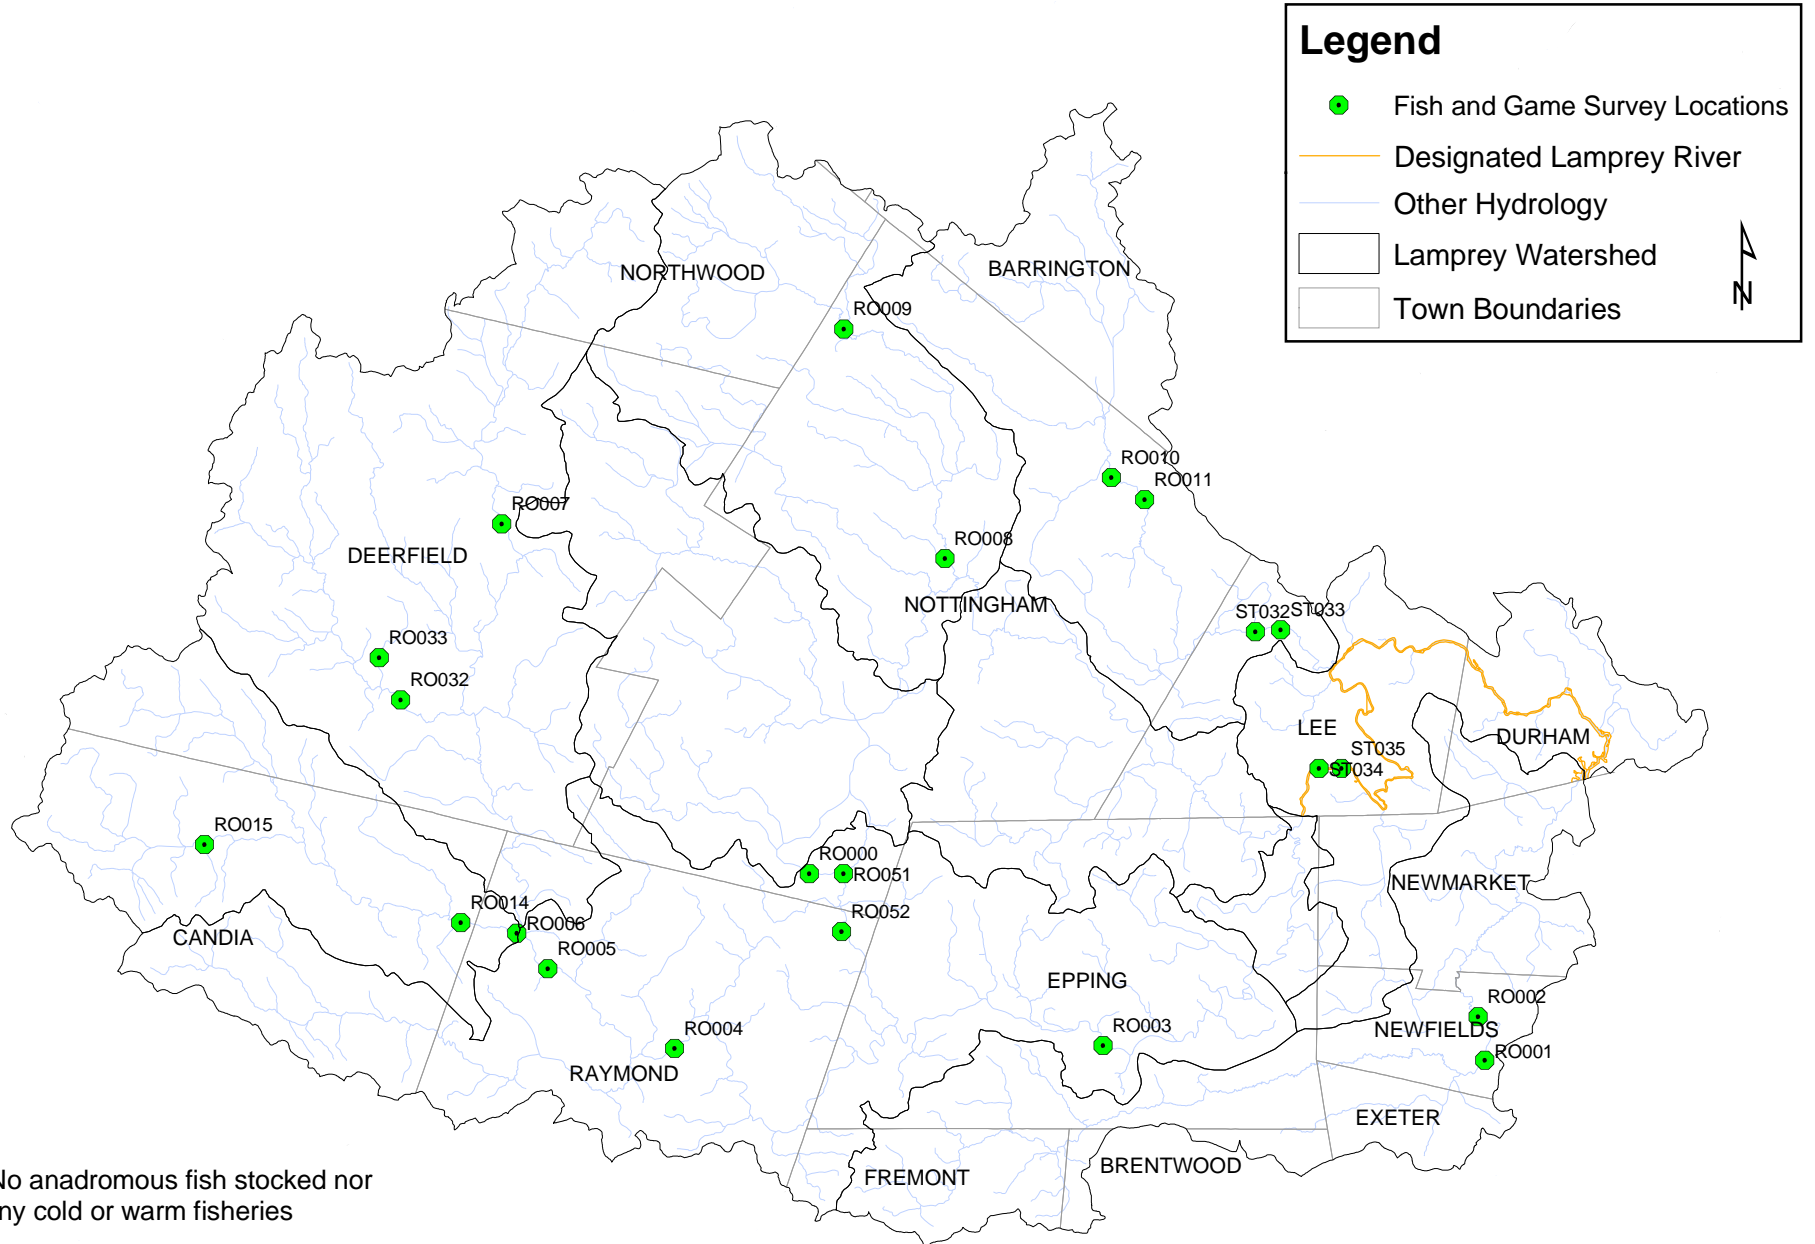 Legend
Fish and Game Survey Locations
Designated Lamprey River
Other Hydrology
Lamprey Watershed
Town Boundaries
N
NORTHWOOD
BARRINGTON
RO009
RO010
RO011
RO007
RO008
DEERFIELD
NOTTINGHAM
ST032
ST033
RO033
RO032
LEE
DURHAM
ST035
ST034
RO015
RO000
RO051
NEWMARKET
RO014
RO052
RO006
CANDIA
RO005
EPPING
RO002
NEWFIELDS
RO004
RO003
RO001
RAYMOND
EXETER
BRENTWOOD
FREMONT
No anadromous fish stocked nor
ny cold or warm fisheries